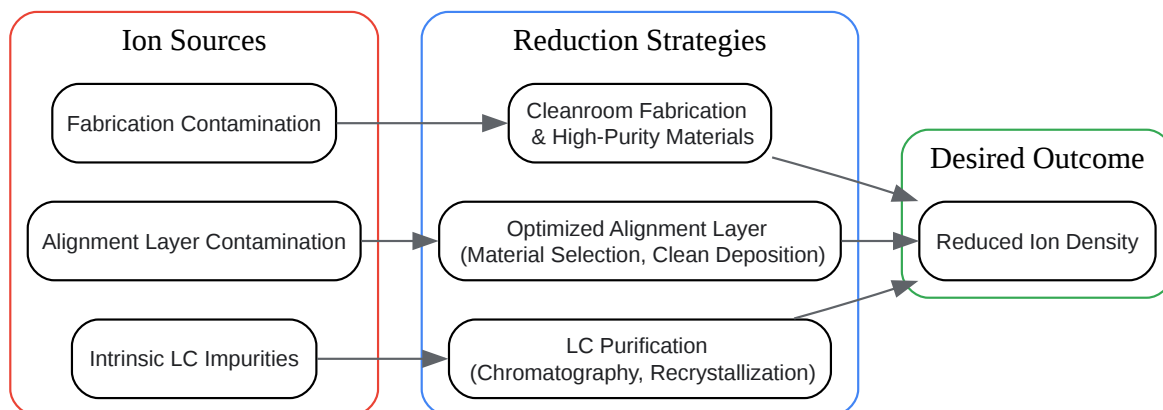 Ion Sources
Fabrication Contamination
Alignment Layer Contamination
Intrinsic LC Impurities
Reduction Strategies
Cleanroom Fabrication
& High-Purity Materials
Optimized Alignment Layer
(Material Selection, Clean Deposition)
LC Purification
(Chromatography, Recrystallization)
Desired Outcome
Reduced Ion Density